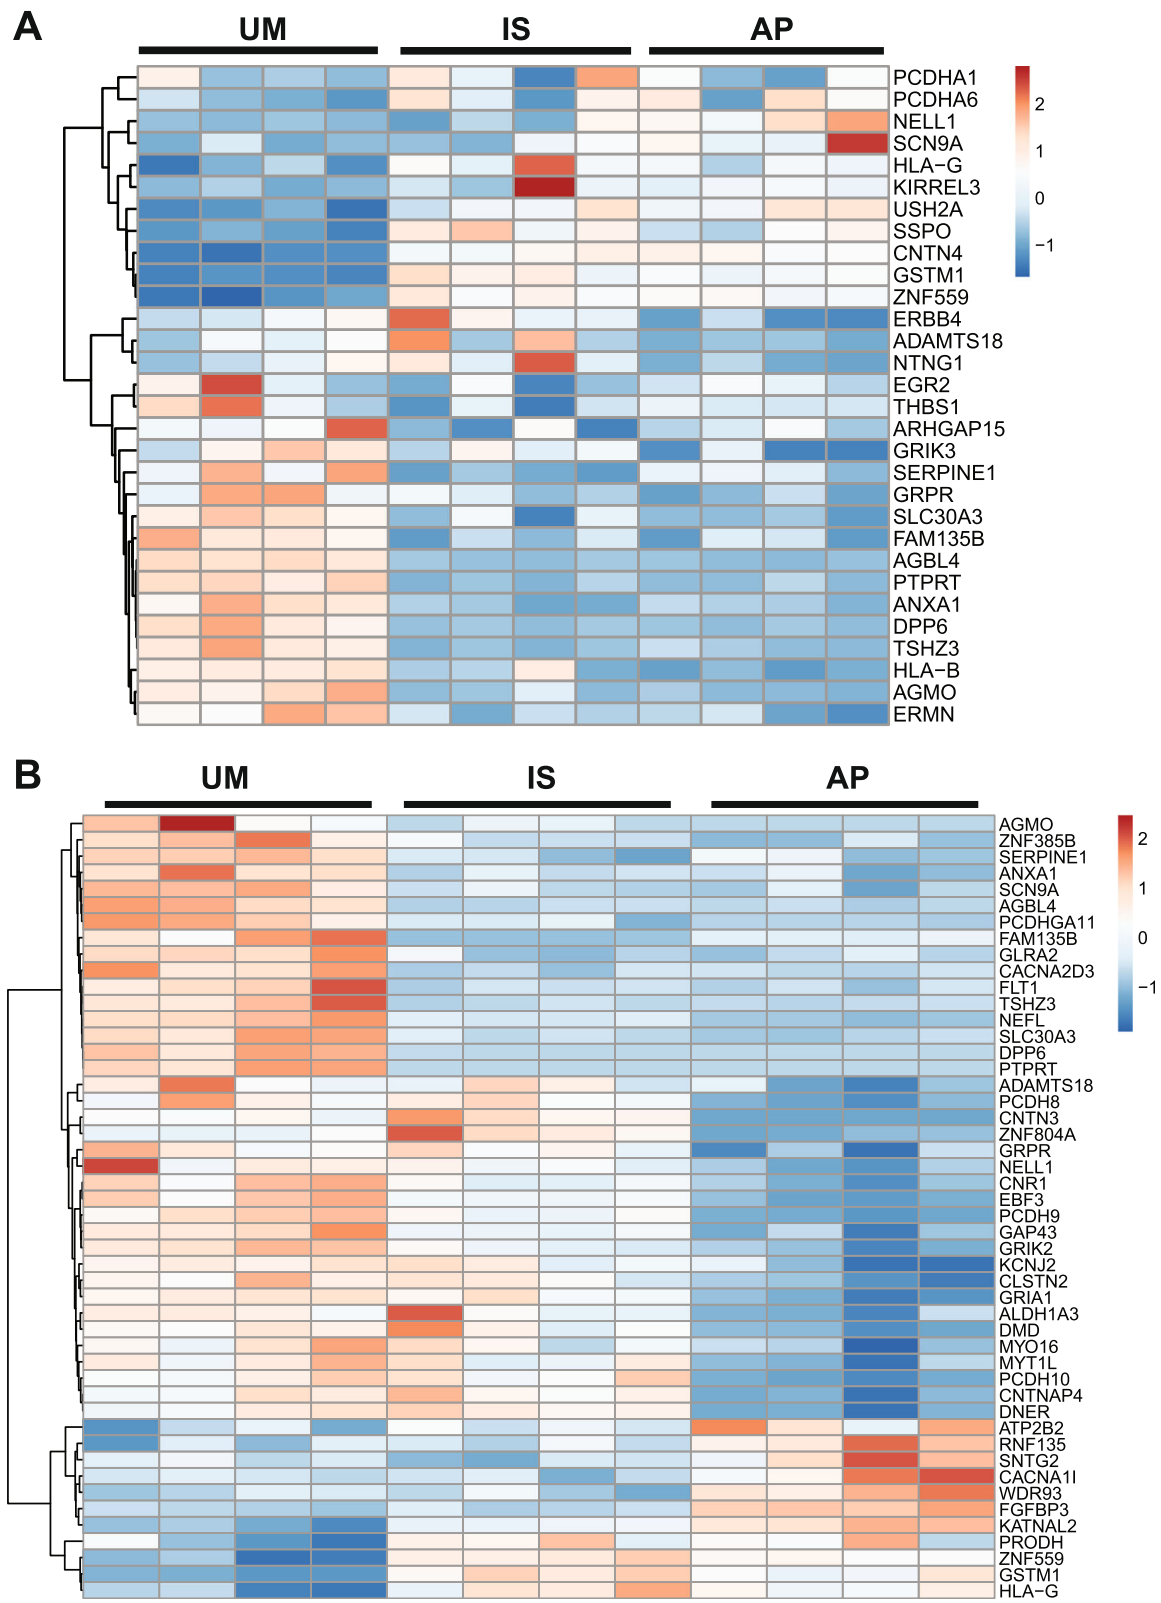 A
UM IS AP
PCDHA1
PCDHA6
NELL1
SCN9A
HLA−G
KIRREL3
USH2A
SSPO
CNTN4
GSTM1
ZNF559
ERBB4
ADAMTS18
NTNG1
EGR2
THBS1
ARHGAP15
GRIK3
SERPINE1
GRPR
SLC30A3
FAM135B
AGBL4
PTPRT
ANXA1
DPP6
TSHZ3
HLA−B
AGMO
ERMN
2
1
0
−1
B
UM IS AP
AGMO
ZNF385B
SERPINE1
ANXA1
SCN9A
AGBL4
PCDHGA11
FAM135B
GLRA2
CACNA2D3
FLT1
TSHZ3
NEFL
SLC30A3
DPP6
PTPRT
ADAMTS18
PCDH8
CNTN3
ZNF804A
GRPR
NELL1
CNR1
EBF3
PCDH9
GAP43
GRIK2
KCNJ2
CLSTN2
GRIA1
ALDH1A3
DMD
MYO16
MYT1L
PCDH10
CNTNAP4
DNER
ATP2B2
RNF135
SNTG2
CACNA1I
WDR93
FGFBP3
KATNAL2
PRODH
ZNF559
GSTM1
HLA−G
2
1
0
−1